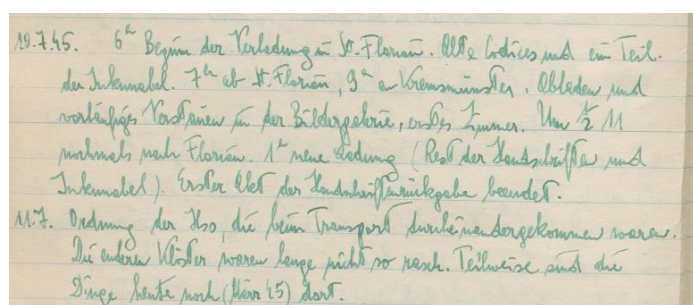 10.7.45. 6h Beginn der Verladung in St. Florian. Alle Codices und ein Teil
der Inkunabel. 7h ab St. Florian, 9h an Kremsmünster. Abladen und
vorläufiges Verstauen in der Bildergalerie, erstes Zimmer. Um ½ 11
nochmals nach Florian. 1h neue Ladung (Rest der Handschriften und
Inkunabel). Erster Akt der Handschriftenrückgabe beendet.
11.7. Ordnung der Hss, die beim Transport durcheinandergekommen waren.
Die anderen Klöster waren lange nicht so rasch. Teilweise sind die
Dinge heute noch (März 45) dort.